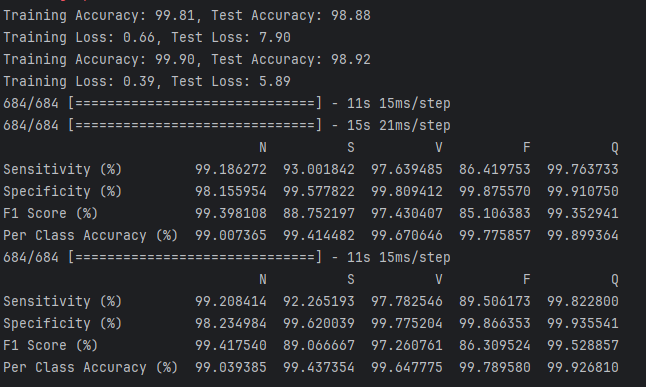 Training Accuracy: 99.81, Test Accuracy: 98.88
Training Loss: 0.66, Test Loss: 7.90
Training Accuracy: 99.90, Test Accuracy: 98.92
Training Loss: 0.39, Test Loss: 5.89
684/684 [==============================] - 11s 15ms/step
684/684 [==============================] - 15s 21ms/step
N S V F Q
Sensitivity (%) 99.186272 93.001842 97.639485 86.419753 99.763733
Specificity (%) 98.155954 99.577822 99.809412 99.875570 99.910750
F1 Score (%) 99.398108 88.752197 97.430407 85.106383 99.352941
Per Class Accuracy (%) 99.007365 99.414482 99.670646 99.775857 99.899364
684/684 [==============================] - 11s 15ms/step
N S V F Q
Sensitivity (%) 99.208414 92.265193 97.782546 89.506173 99.822800
Specificity (%) 98.234984 99.620039 99.775204 99.866353 99.935541
F1 Score (%) 99.417540 89.066667 97.260761 86.309524 99.528857
Per Class Accuracy (%) 99.039385 99.437354 99.647775 99.789580 99.926810